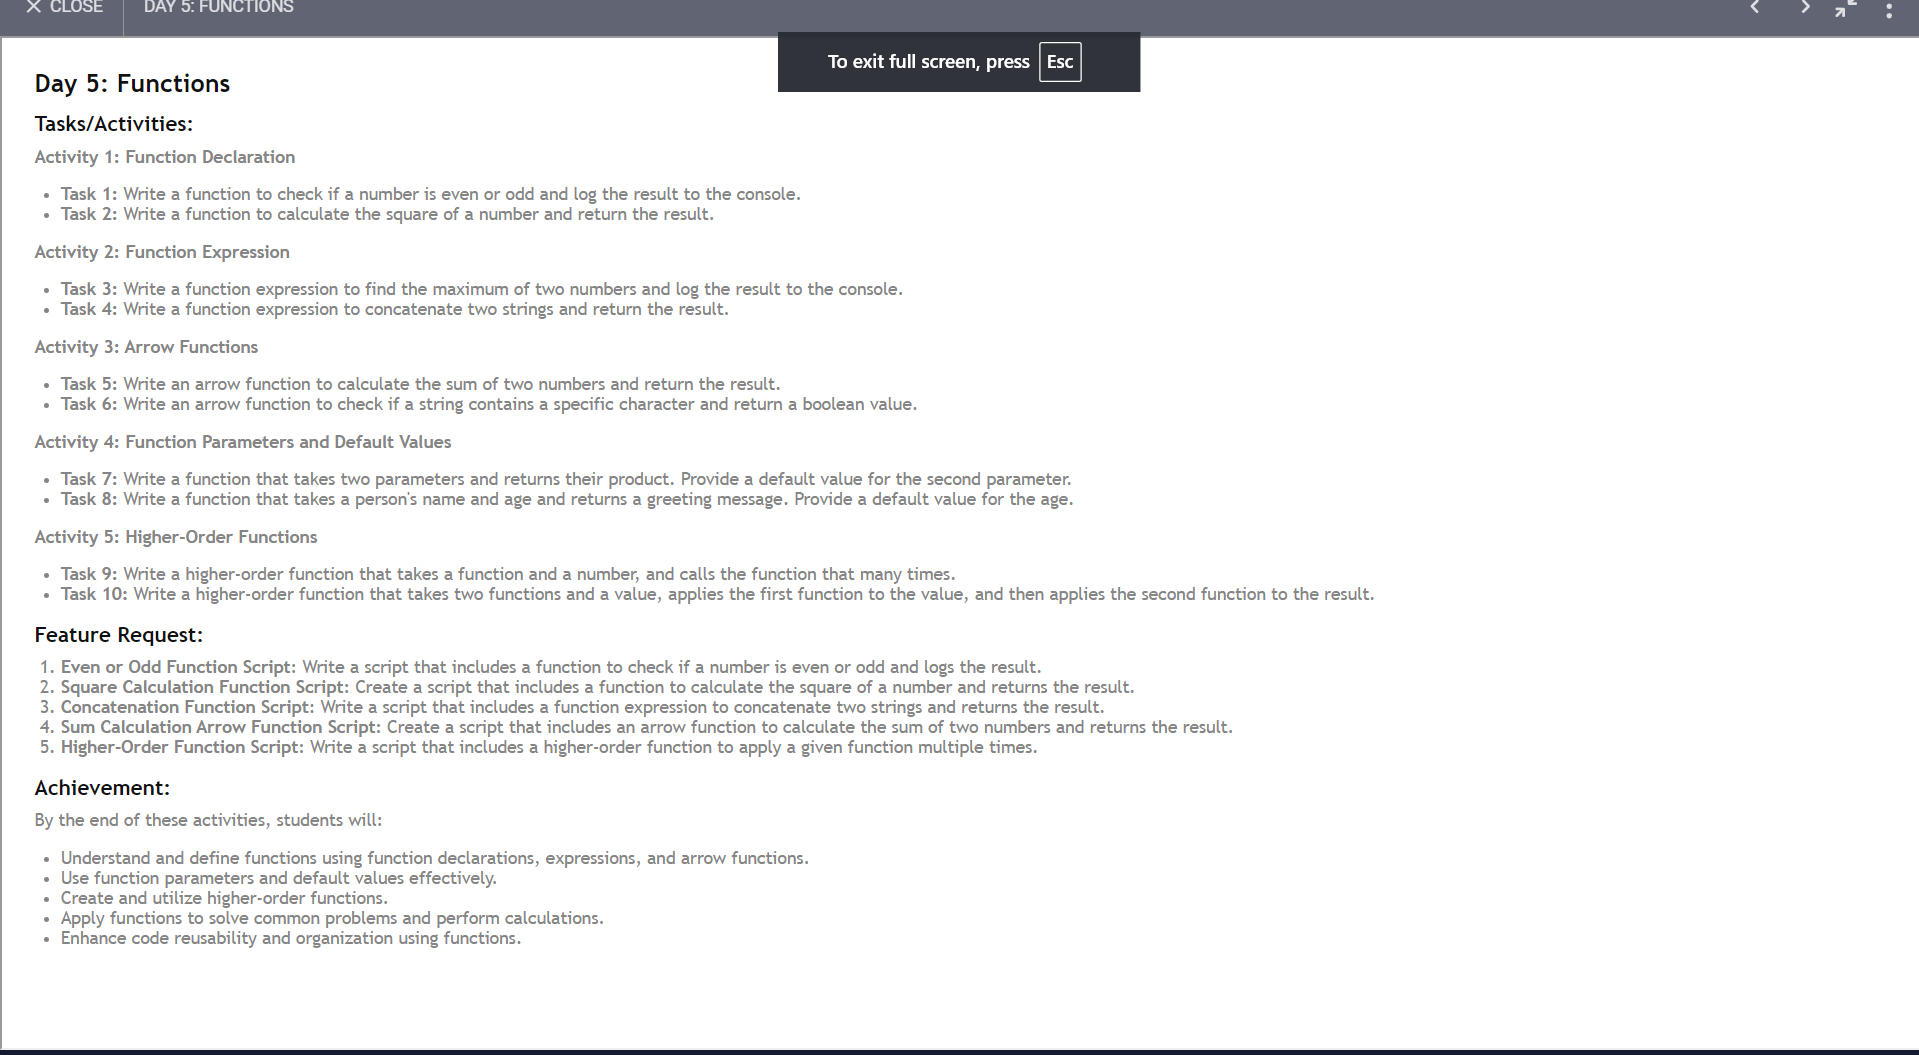 CLOSE
DAY 5: FUNCTIONS
To exit full screen, press Esc
Day 5: Functions
Tasks/Activities:
Activity 1: Function Declaration
• Task 1: Write a function to check if a number is even or odd and log the result to the console.
• Task 2: Write a function to calculate the square of a number and return the result.
Activity 2: Function Expression
• Task 3: Write a function expression to find the maximum of two numbers and log the result to the console.
• Task 4: Write a function expression to concatenate two strings and return the result.
Activity 3: Arrow Functions
• Task 5: Write an arrow function to calculate the sum of two numbers and return the result.
• Task 6: Write an arrow function to check if a string contains a specific character and return a boolean value.
Activity 4: Function Parameters and Default Values
• Task 7: Write a function that takes two parameters and returns their product. Provide a default value for the second parameter.
• Task 8: Write a function that takes a person's name and age and returns a greeting message. Provide a default value for the age.
Activity 5: Higher-Order Functions
• Task 9: Write a higher-order function that takes a function and a number, and calls the function that many times.
• Task 10: Write a higher-order function that takes two functions and a value, applies the first function to the value, and then applies the second function to the result.
Feature Request:
1. Even or Odd Function Script: Write a script that includes a function to check if a number is even or odd and logs the result.
2. Square Calculation Function Script: Create a script that includes a function to calculate the square of a number and returns the result.
3. Concatenation Function Script: Write a script that includes a function expression to concatenate two strings and returns the result.
4. Sum Calculation Arrow Function Script: Create a script that includes an arrow function to calculate the sum of two numbers and returns the result.
5. Higher-Order Function Script: Write a script that includes a higher-order function to apply a given function multiple times.
Achievement:
By the end of these activities, students will:
• Understand and define functions using function declarations, expressions, and arrow functions.
• Use function parameters and default values effectively.
• Create and utilize higher-order functions.
• Apply functions to solve common problems and perform calculations.
• Enhance code reusability and organization using functions.